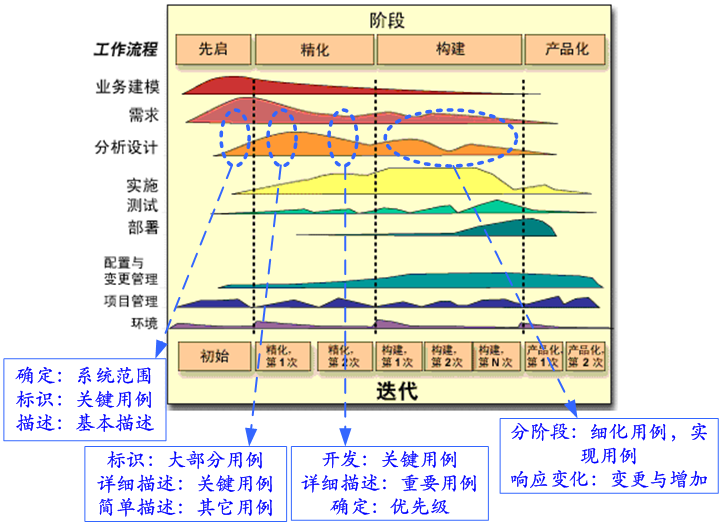 阶段
工作流程
先启
精化
构建
产品化
业务建模
需求
分析设计
实施
测试
部署
配置与
变更管理
项目管理
环境
初始
精化,
第1次
精化,
第2次
构建,
第1次
构建,
第2次
构建,
第N次
产品化,
第1次
产品化,
第2次
迭代
确定:系统范围
标识:关键用例
描述:基本描述
标识:大部分用例
详细描述:关键用例
简单描述:其它用例
开发:关键用例
详细描述:重要用例
确定:优先级
分阶段:细化用例,实
现用例
响应变化:变更与增加